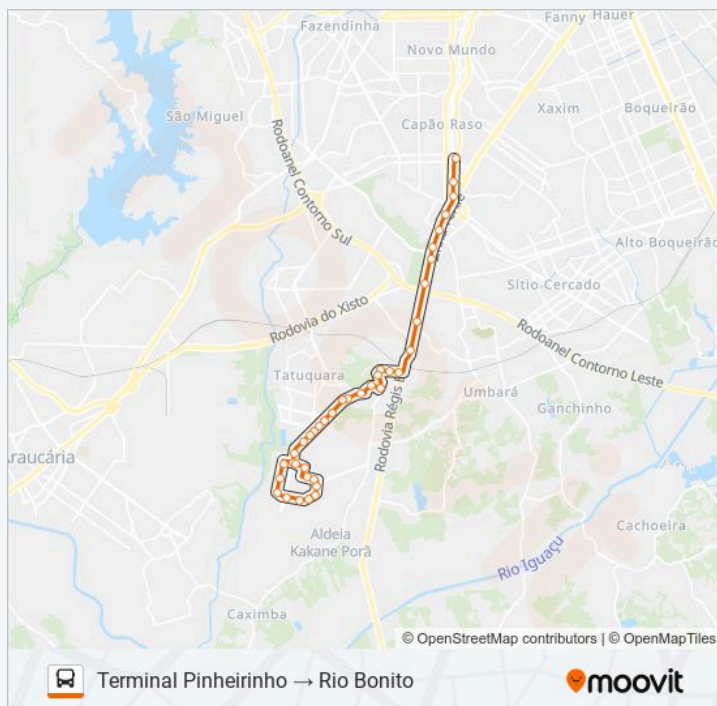 Fazendinha
Fanny
Hauer
Novo Mundo
São Miguel
Capão Raso
Xaxim
Boqueirão
Rodoanel Contorno Sul
Alto Boqueirão
Sítio Cercado
Rodovia do Xisto
Rodoanel Contorno Leste
Tatuquara
Umbará
Ganchinho
Rodovia Régis
Araucária
Aldeia
Kakane Porã
Cachoeira
Rio Iguaçu
Caximba
© OpenStreetMap contributors | © OpenMapTiles
Terminal Pinheirinho → Rio Bonito
moovit